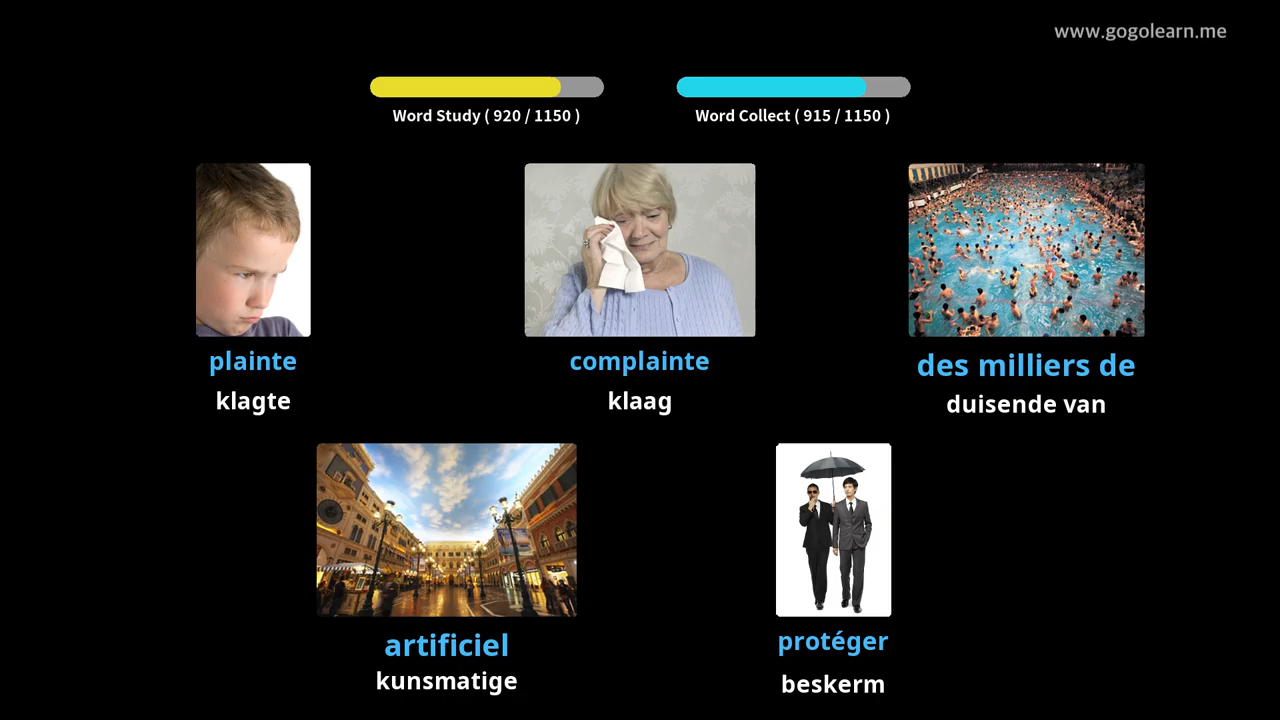 www.gogolearn.me
Word Study ( 920 / 1150 )
Word Collect ( 915 / 1150 )
plainte
klagte
complainte
klaag
des milliers de
duisende van
artificiel
kunsmatige
protéger
beskerm